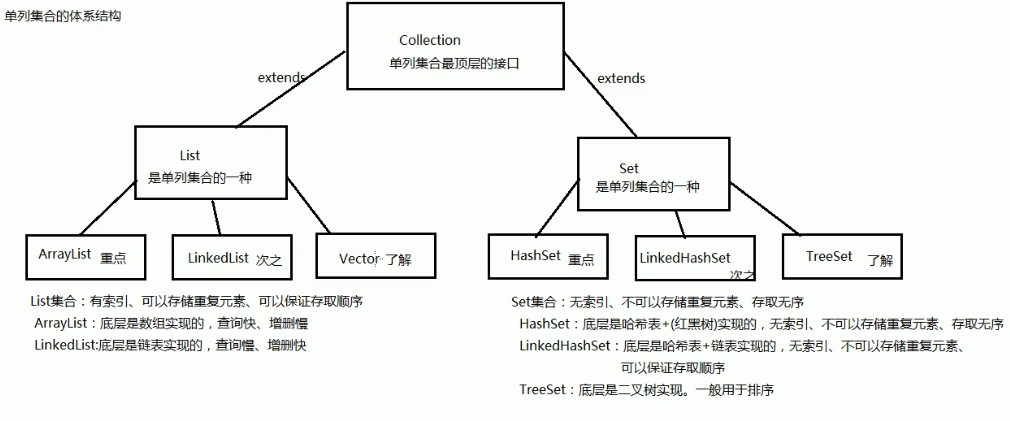 单列集合的体系结构
Collection
单列集合最顶层的接口
extends
extends
List
是单列集合的一种
Set
是单列集合的一种
ArrayList 重点
LinkedList 次之
Vector 了解
HashSet 重点
LinkedHashSet
次之
TreeSet 了解
List集合：有索引、可以存储重复元素、可以保证存取顺序
ArrayList：底层是数组实现的，查询快、增删慢
LinkedList:底层是链表实现的，查询慢、增删快
Set集合：无索引、不可以存储重复元素、存取无序
HashSet：底层是哈希表+(红黑树)实现的，无索引、不可以存储重复元素、存取无序
LinkedHashSet：底层是哈希表+链表实现的，无索引、不可以存储重复元素、
可以保证存取顺序
TreeSet：底层是二叉树实现。一般用于排序